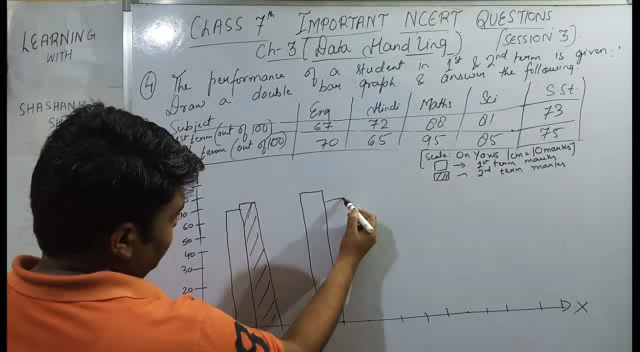 CLASS 7th IMPORTANT NCERT QUESTIONS
LEARNING
WITH
SHASHANK
Ch-3 (Data Handling) (SESSION 3)
④ The performance of a student in 1st & 2nd term is given.
Draw a double bar graph & answer the following:
Subject Eng Hindi Maths Sci S.St.
1st term (out of 100) 67 72 88 81 73
term (out of 100) 70 65 95 85 75
[Scale On Y axis 1cm = 10 marks]
→ 1st term marks
→ 2nd term marks
70
60
50
40
30
20
X